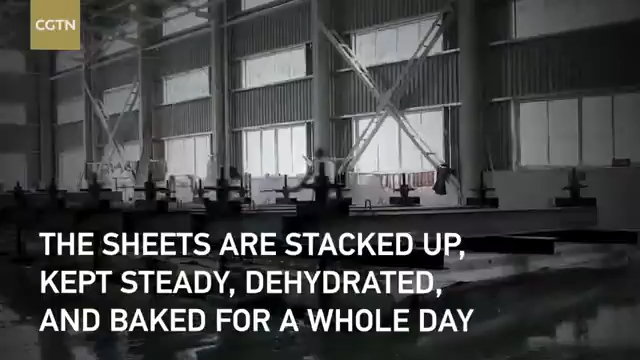 CGTN
THE SHEETS ARE STACKED UP,
KEPT STEADY, DEHYDRATED,
AND BAKED FOR A WHOLE DAY